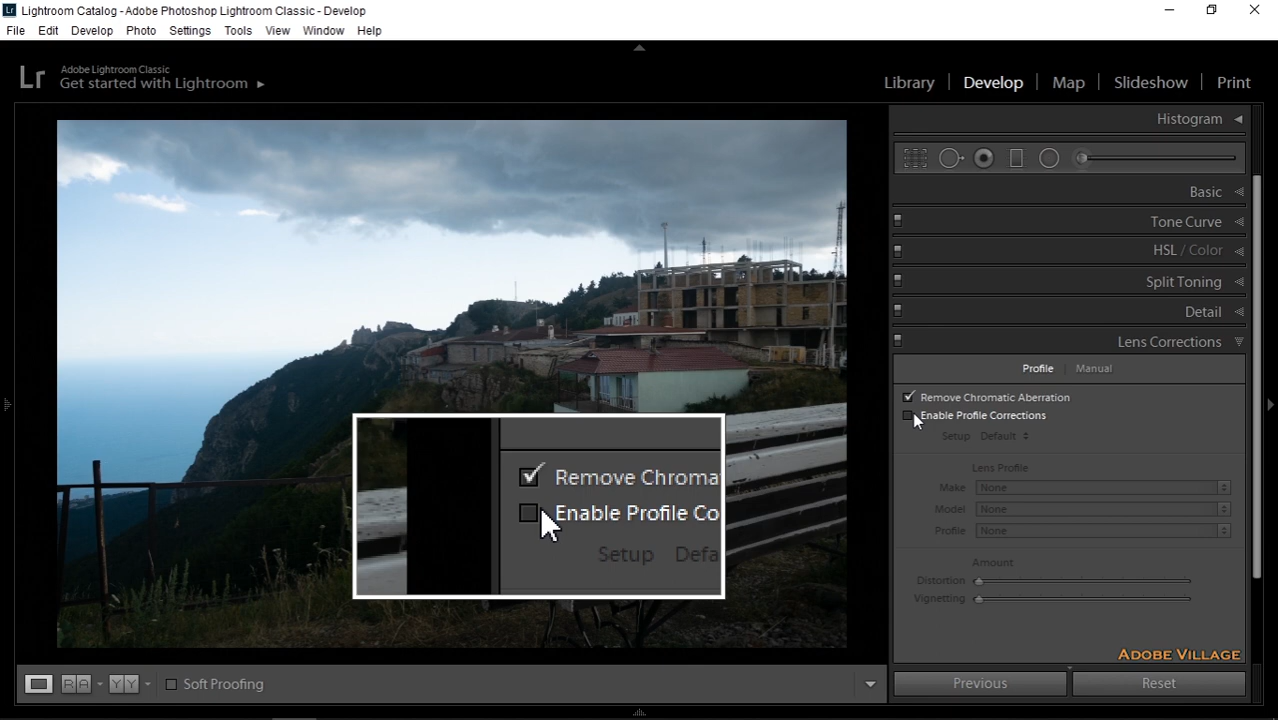 Lightroom Catalog - Adobe Photoshop Lightroom Classic - Develop
File Edit Develop Photo Settings Tools View Window Help
Lr
Adobe Lightroom Classic
Get started with Lightroom
Library Develop Map Slideshow Print
Histogram
Basic
Tone Curve
HSL / Color
Split Toning
Detail
Lens Corrections
Profile Manual
Remove Chromatic Aberration
Enable Profile Corrections
Setup Default
Lens Profile
Make None
Model None
Profile None
Amount
Distortion
Vignetting
Remove Chroma
Enable Profile Co
Setup Defa
ADOBE VILLAGE
RA YY Soft Proofing
Previous Reset